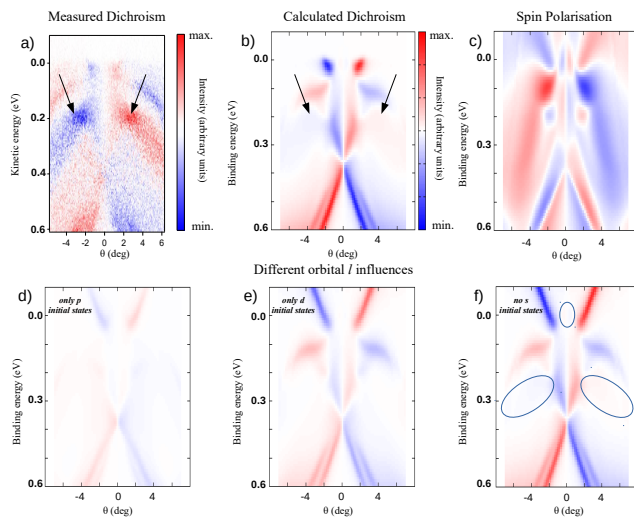 Measured Dichroism
Calculated Dichroism
Spin Polarisation
a)
max.
0.0
0.2
0.4
0.6
Kinetic energy (eV)
-4 -2 0 2 4 6
θ (deg)
Intensity (arbitrary units)
min.
b)
max.
0.0
0.3
0.6
Binding energy (eV)
-4 0 4
θ (deg)
Intensity (arbitrary units)
min.
c)
0.0
0.3
0.6
Binding energy (eV)
-4 0 4
θ (deg)
Different orbital l influences
d)
only p
initial states
0.0
0.3
0.6
Binding energy (eV)
-4 0 4
θ (deg)
e)
only d
initial states
0.0
0.3
0.6
Binding energy (eV)
-4 0 4
θ (deg)
f)
no s
initial states
0.0
0.3
0.6
Binding energy (eV)
-4 0 4
θ (deg)